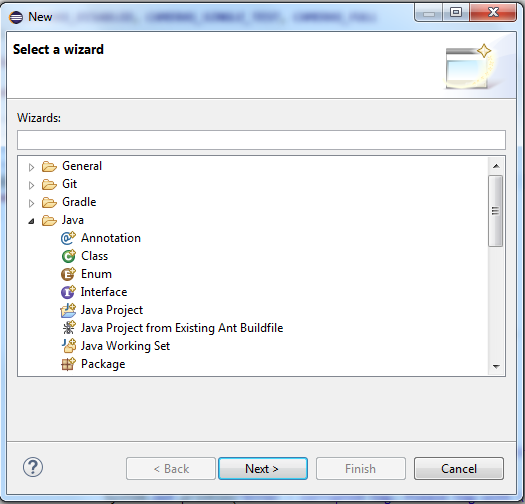 New
Select a wizard
Wizards:
General
Git
Gradle
Java
Annotation
Class
Enum
Interface
Java Project
Java Project from Existing Ant Buildfile
Java Working Set
Package
?
< Back
Next >
Finish
Cancel